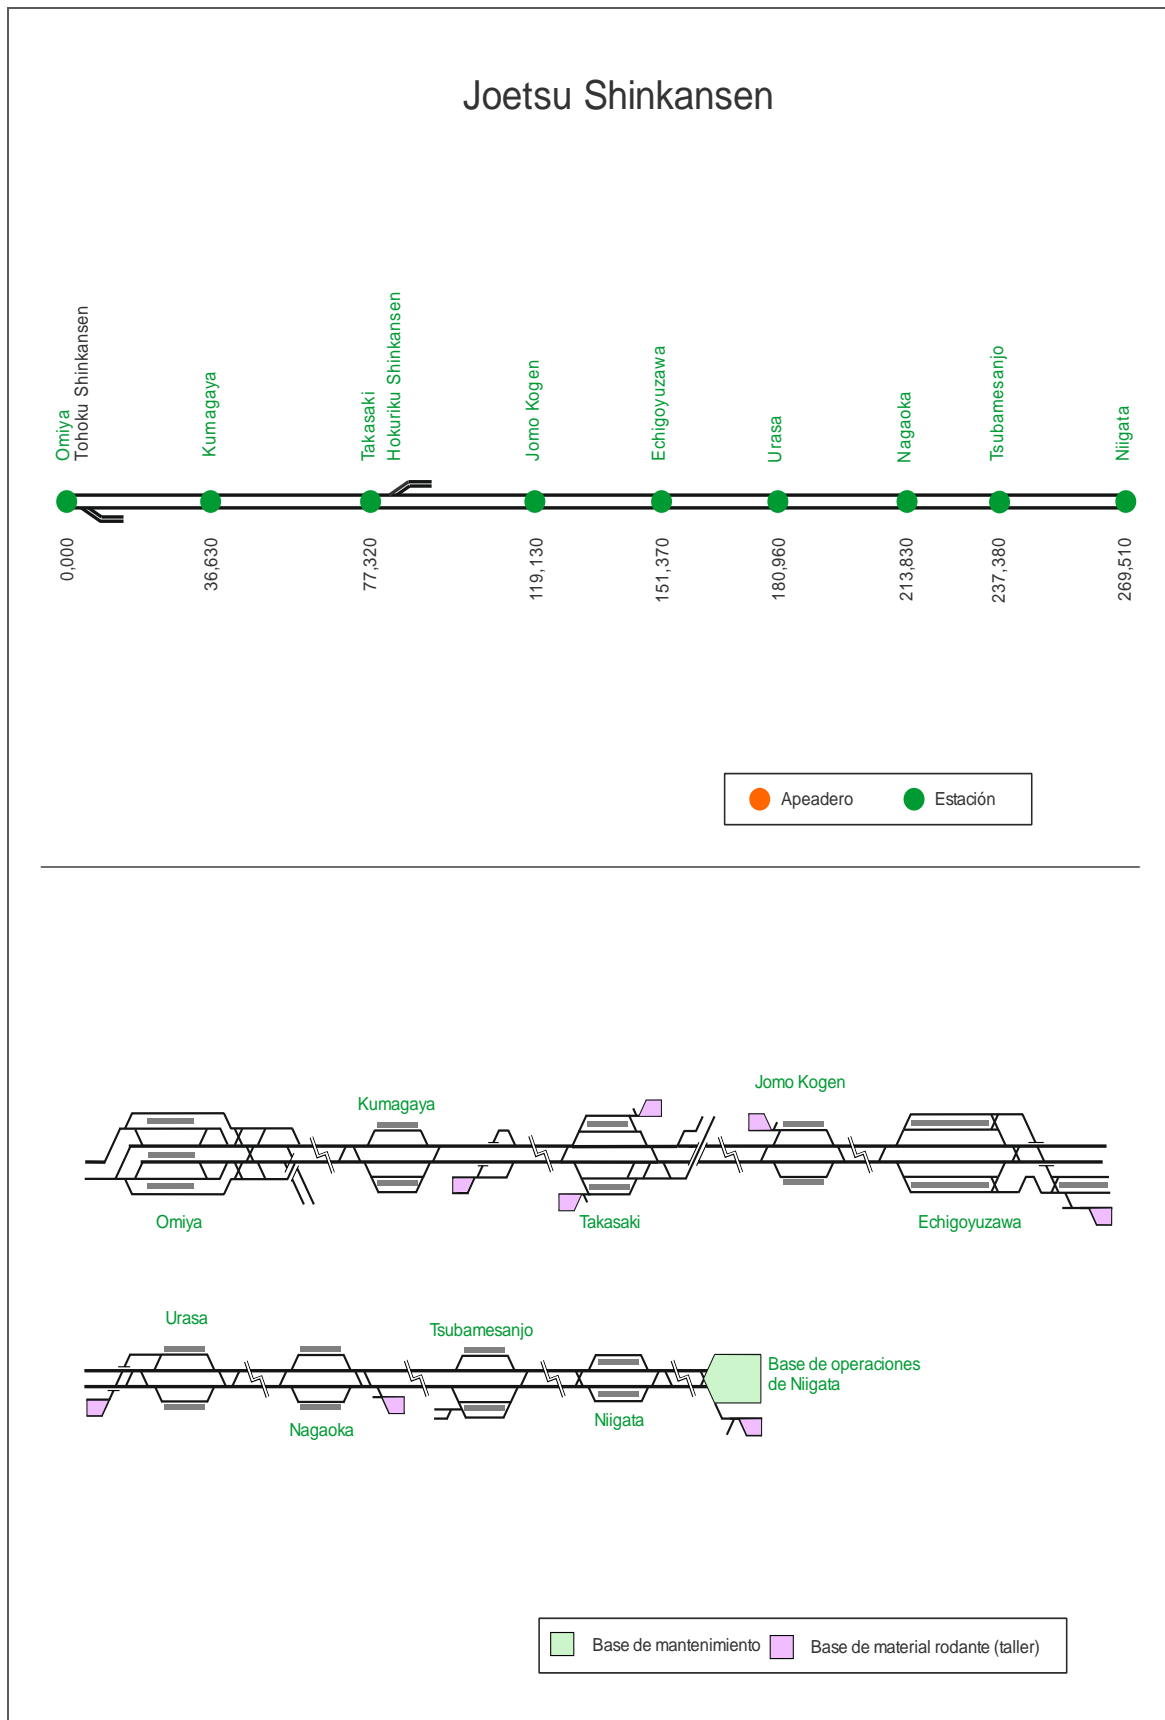 Joetsu Shinkansen
Omiya
Tohoku Shinkansen
Kumagaya
Takasaki
Hokuriku Shinkansen
Jomo Kogen
Echigoyuzawa
Urasa
Nagaoka
Tsubamesanjo
Niigata
0,000
36,630
77,320
119,130
151,370
180,960
213,830
237,380
269,510
Apeadero
Estación
Jomo Kogen
Kumagaya
Omiya
Takasaki
Echigoyuzawa
Urasa
Tsubamesanjo
Base de operaciones
de Niigata
Nagaoka
Niigata
Base de mantenimiento
Base de material rodante (taller)